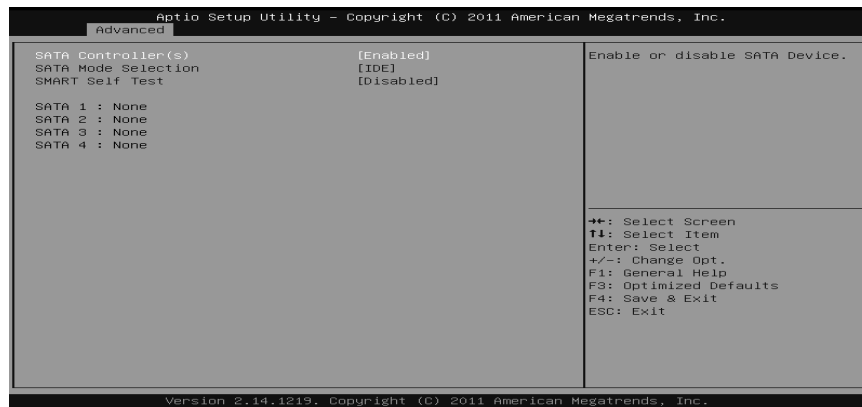 Aptio Setup Utility – Copyright (C) 2011 American Megatrends, Inc.
Advanced
SATA Controller(s) [Enabled]
SATA Mode Selection [IDE]
SMART Self Test [Disabled]
SATA 1 : None
SATA 2 : None
SATA 3 : None
SATA 4 : None
Enable or disable SATA Device.
→←: Select Screen
↑↓: Select Item
Enter: Select
+/-: Change Opt.
F1: General Help
F3: Optimized Defaults
F4: Save & Exit
ESC: Exit
Version 2.14.1219. Copyright (C) 2011 American Megatrends, Inc.